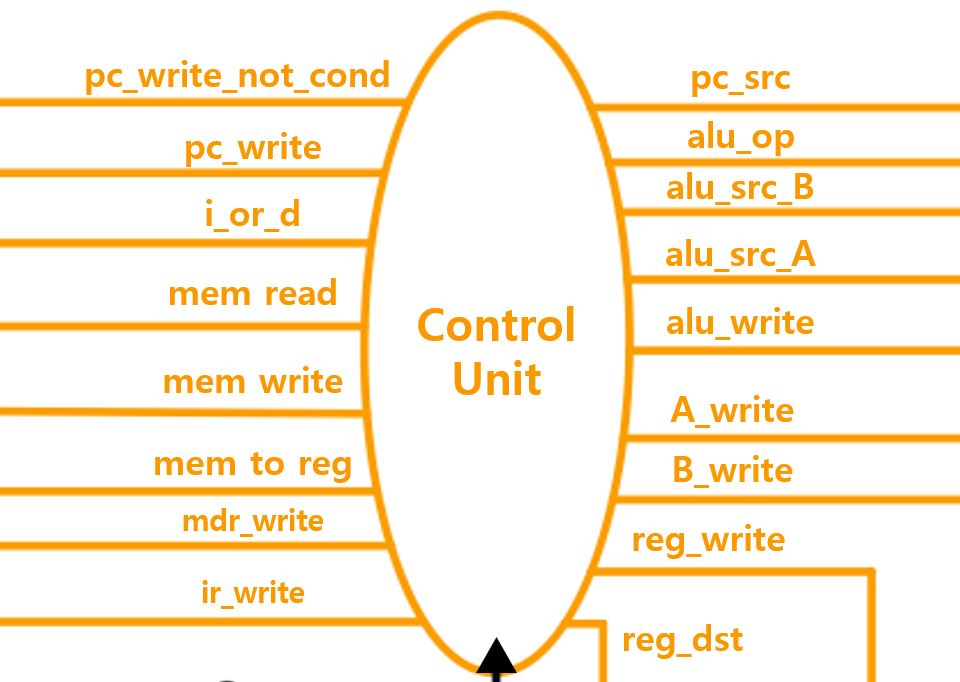 pc_write_not_cond
pc_write
i_or_d
mem read
mem write
mem to reg
mdr_write
ir_write
Control
Unit
pc_src
alu_op
alu_src_B
alu_src_A
alu_write
A_write
B_write
reg_write
reg_dst